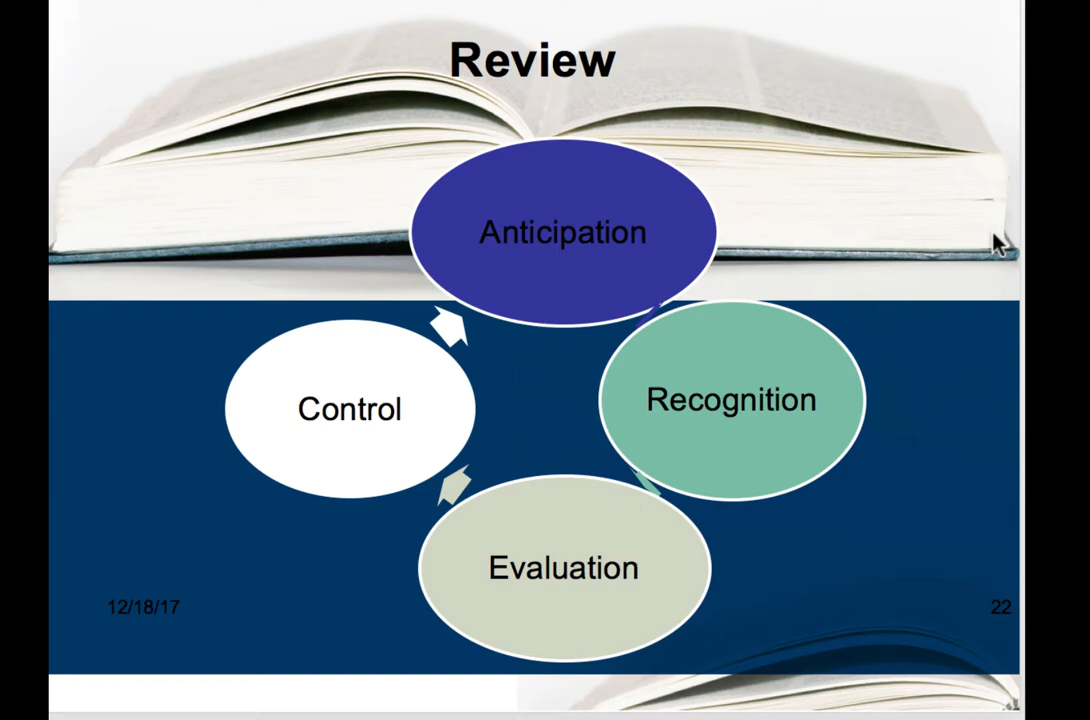 Review
Anticipation
Recognition
Control
Evaluation
12/18/17
22